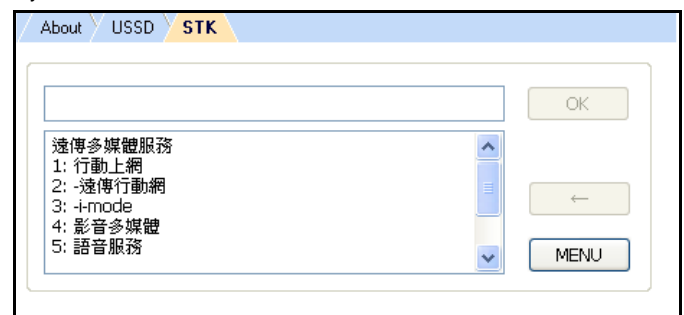 About USSD STK
OK
遠傳多媒體服務
1: 行動上網
2: -遠傳行動網
3: -i-mode
4: 影音多媒體
5: 語音服務
←
MENU